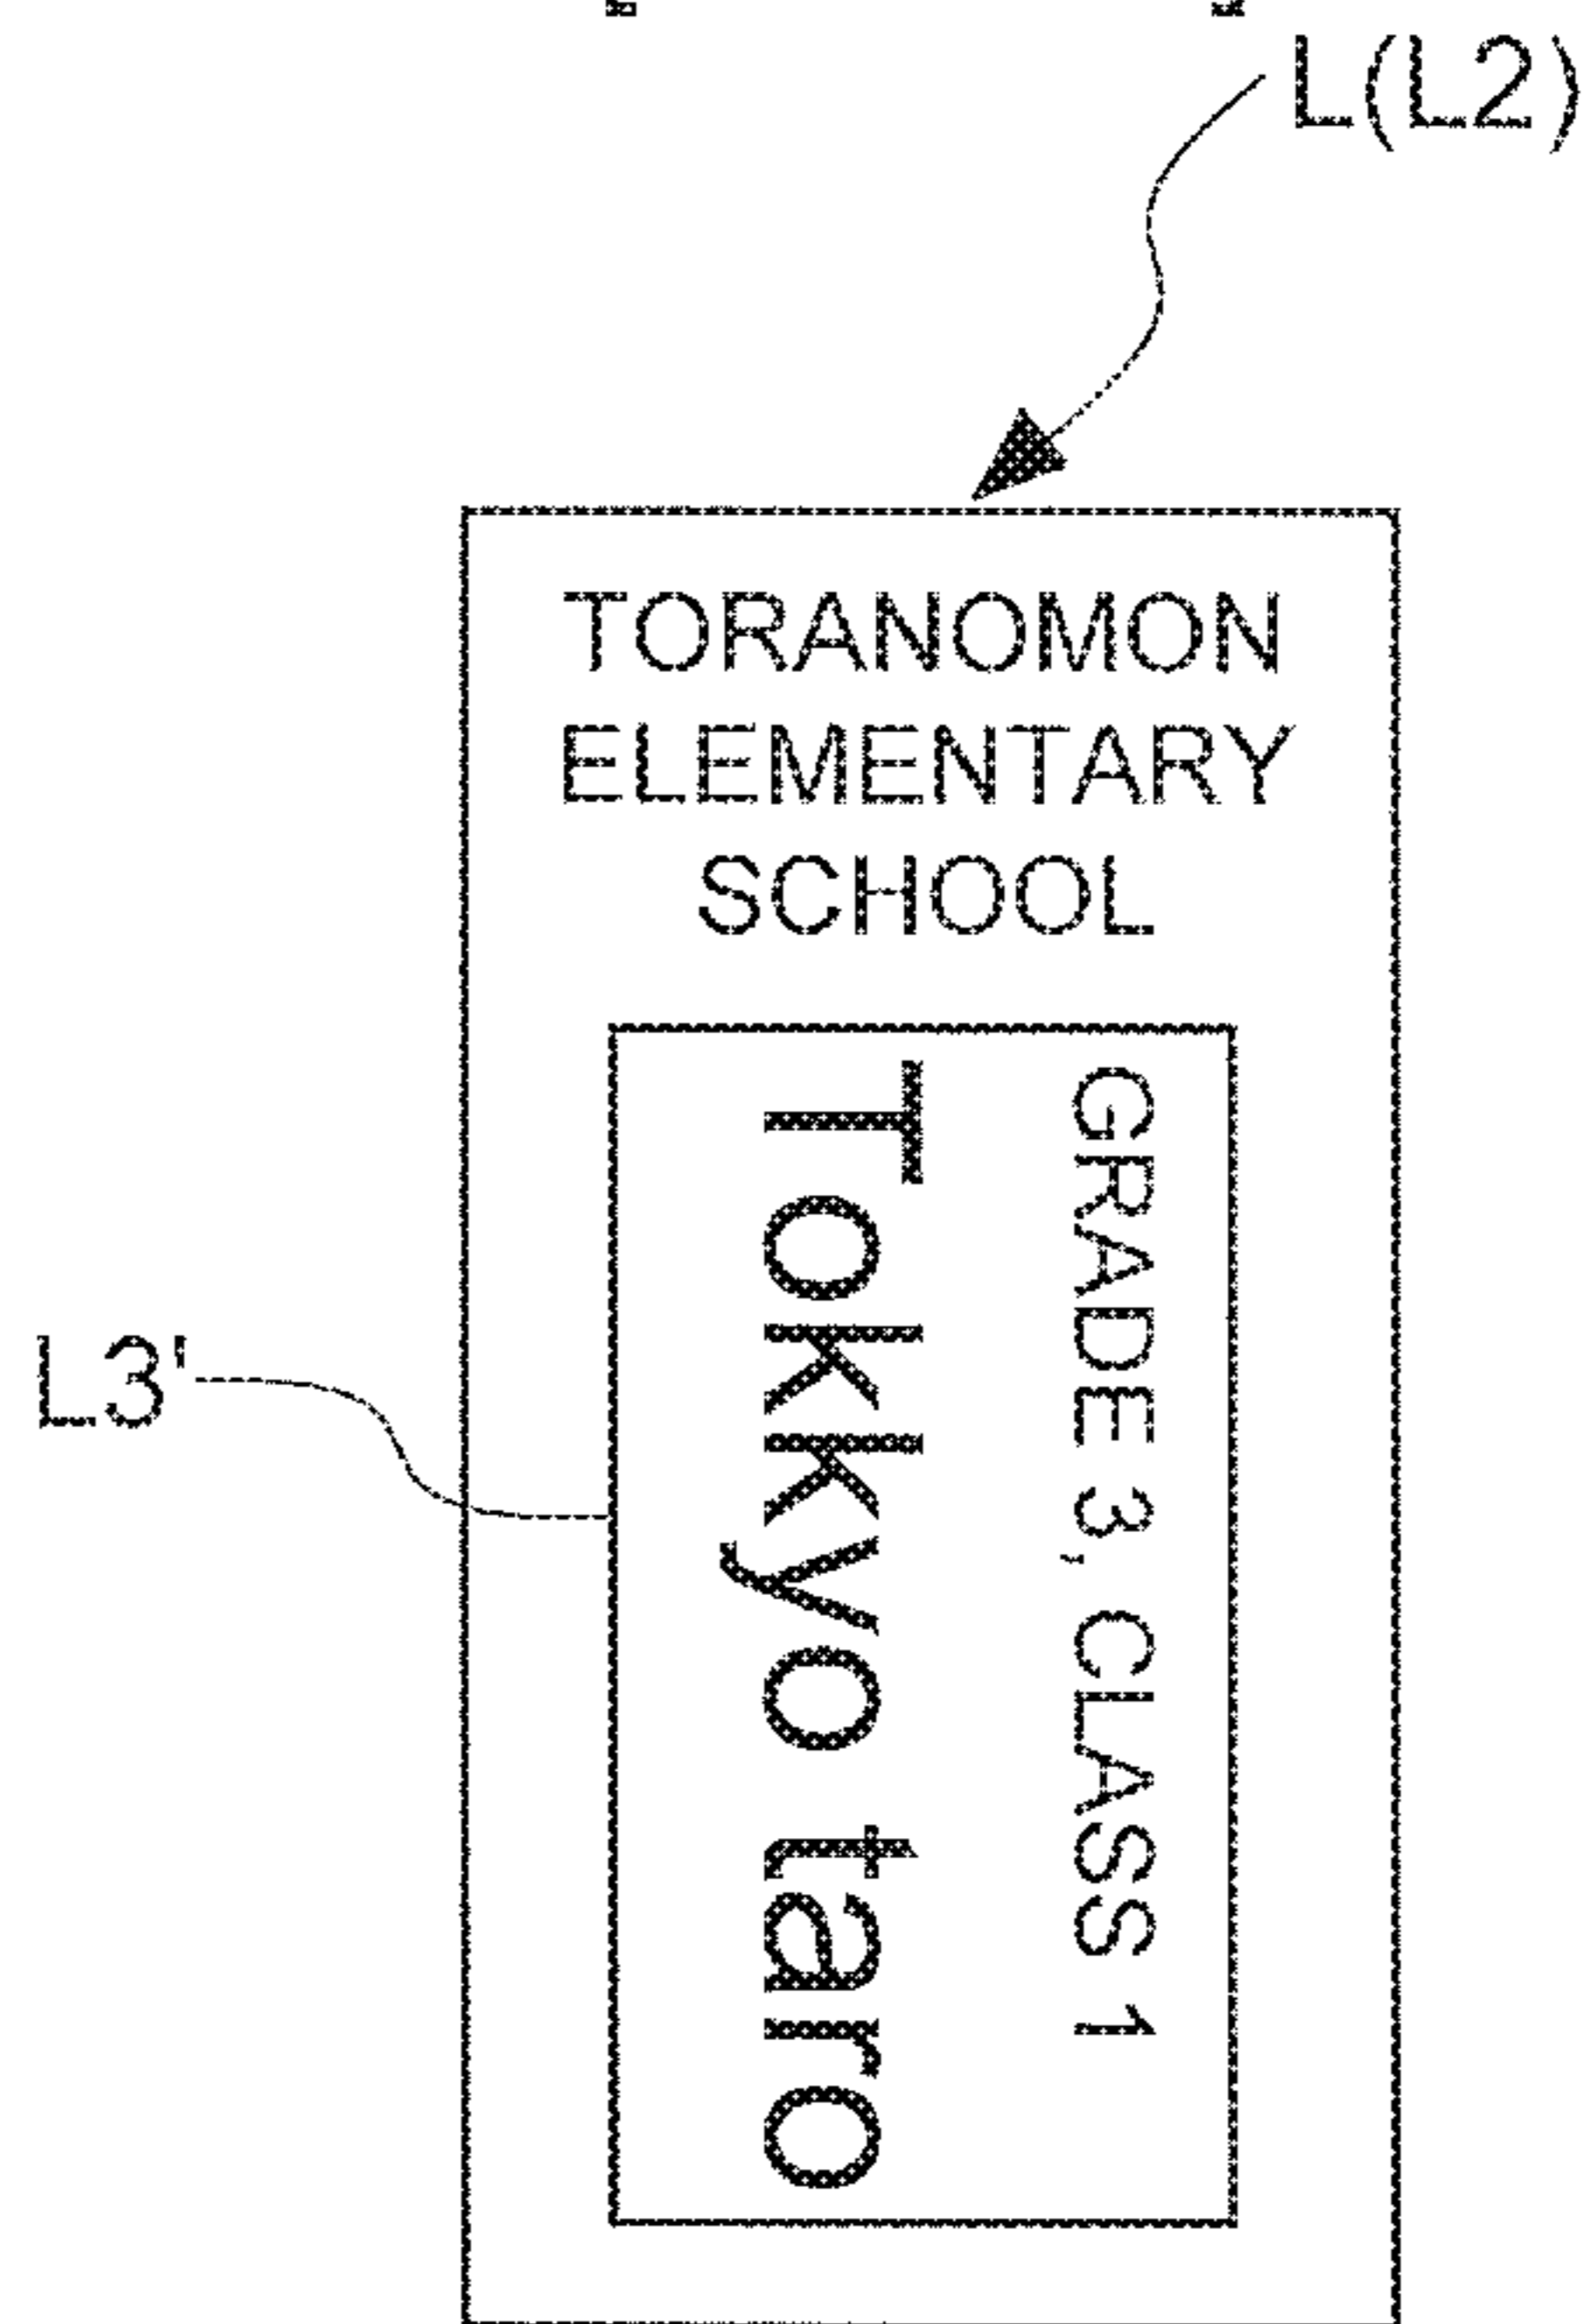 L(L2)
TORANOMON
ELEMENTARY
SCHOOL
GRADE 3, CLASS 1
Tokkyo taro
L3'